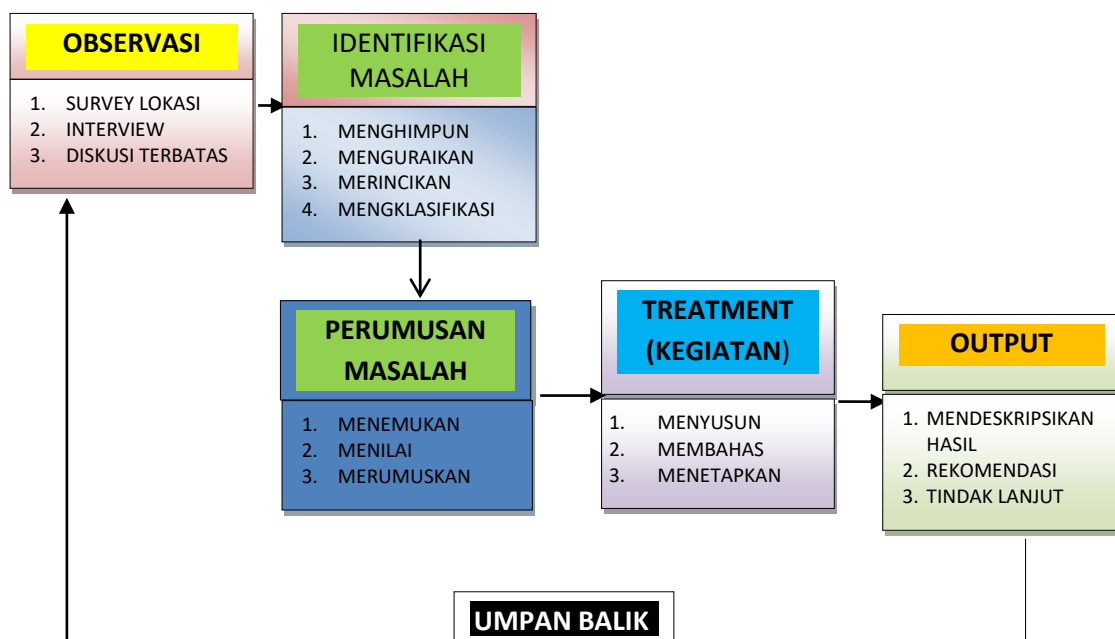 OBSERVASI
1. SURVEY LOKASI
2. INTERVIEW
3. DISKUSI TERBATAS
IDENTIFIKASI
MASALAH
1. MENGHIMPUN
2. MENGURAIKAN
3. MERINCIKAN
4. MENGKLASIFIKASI
PERUMUSAN
MASALAH
1. MENEMUKAN
2. MENILAI
3. MERUMUSKAN
TREATMENT
(KEGIATAN)
1. MENYUSUN
2. MEMBAHAS
3. MENETAPKAN
OUTPUT
1. MENDESKRIPSIKAN
HASIL
2. REKOMENDASI
3. TINDAK LANJUT
UMPAN BALIK